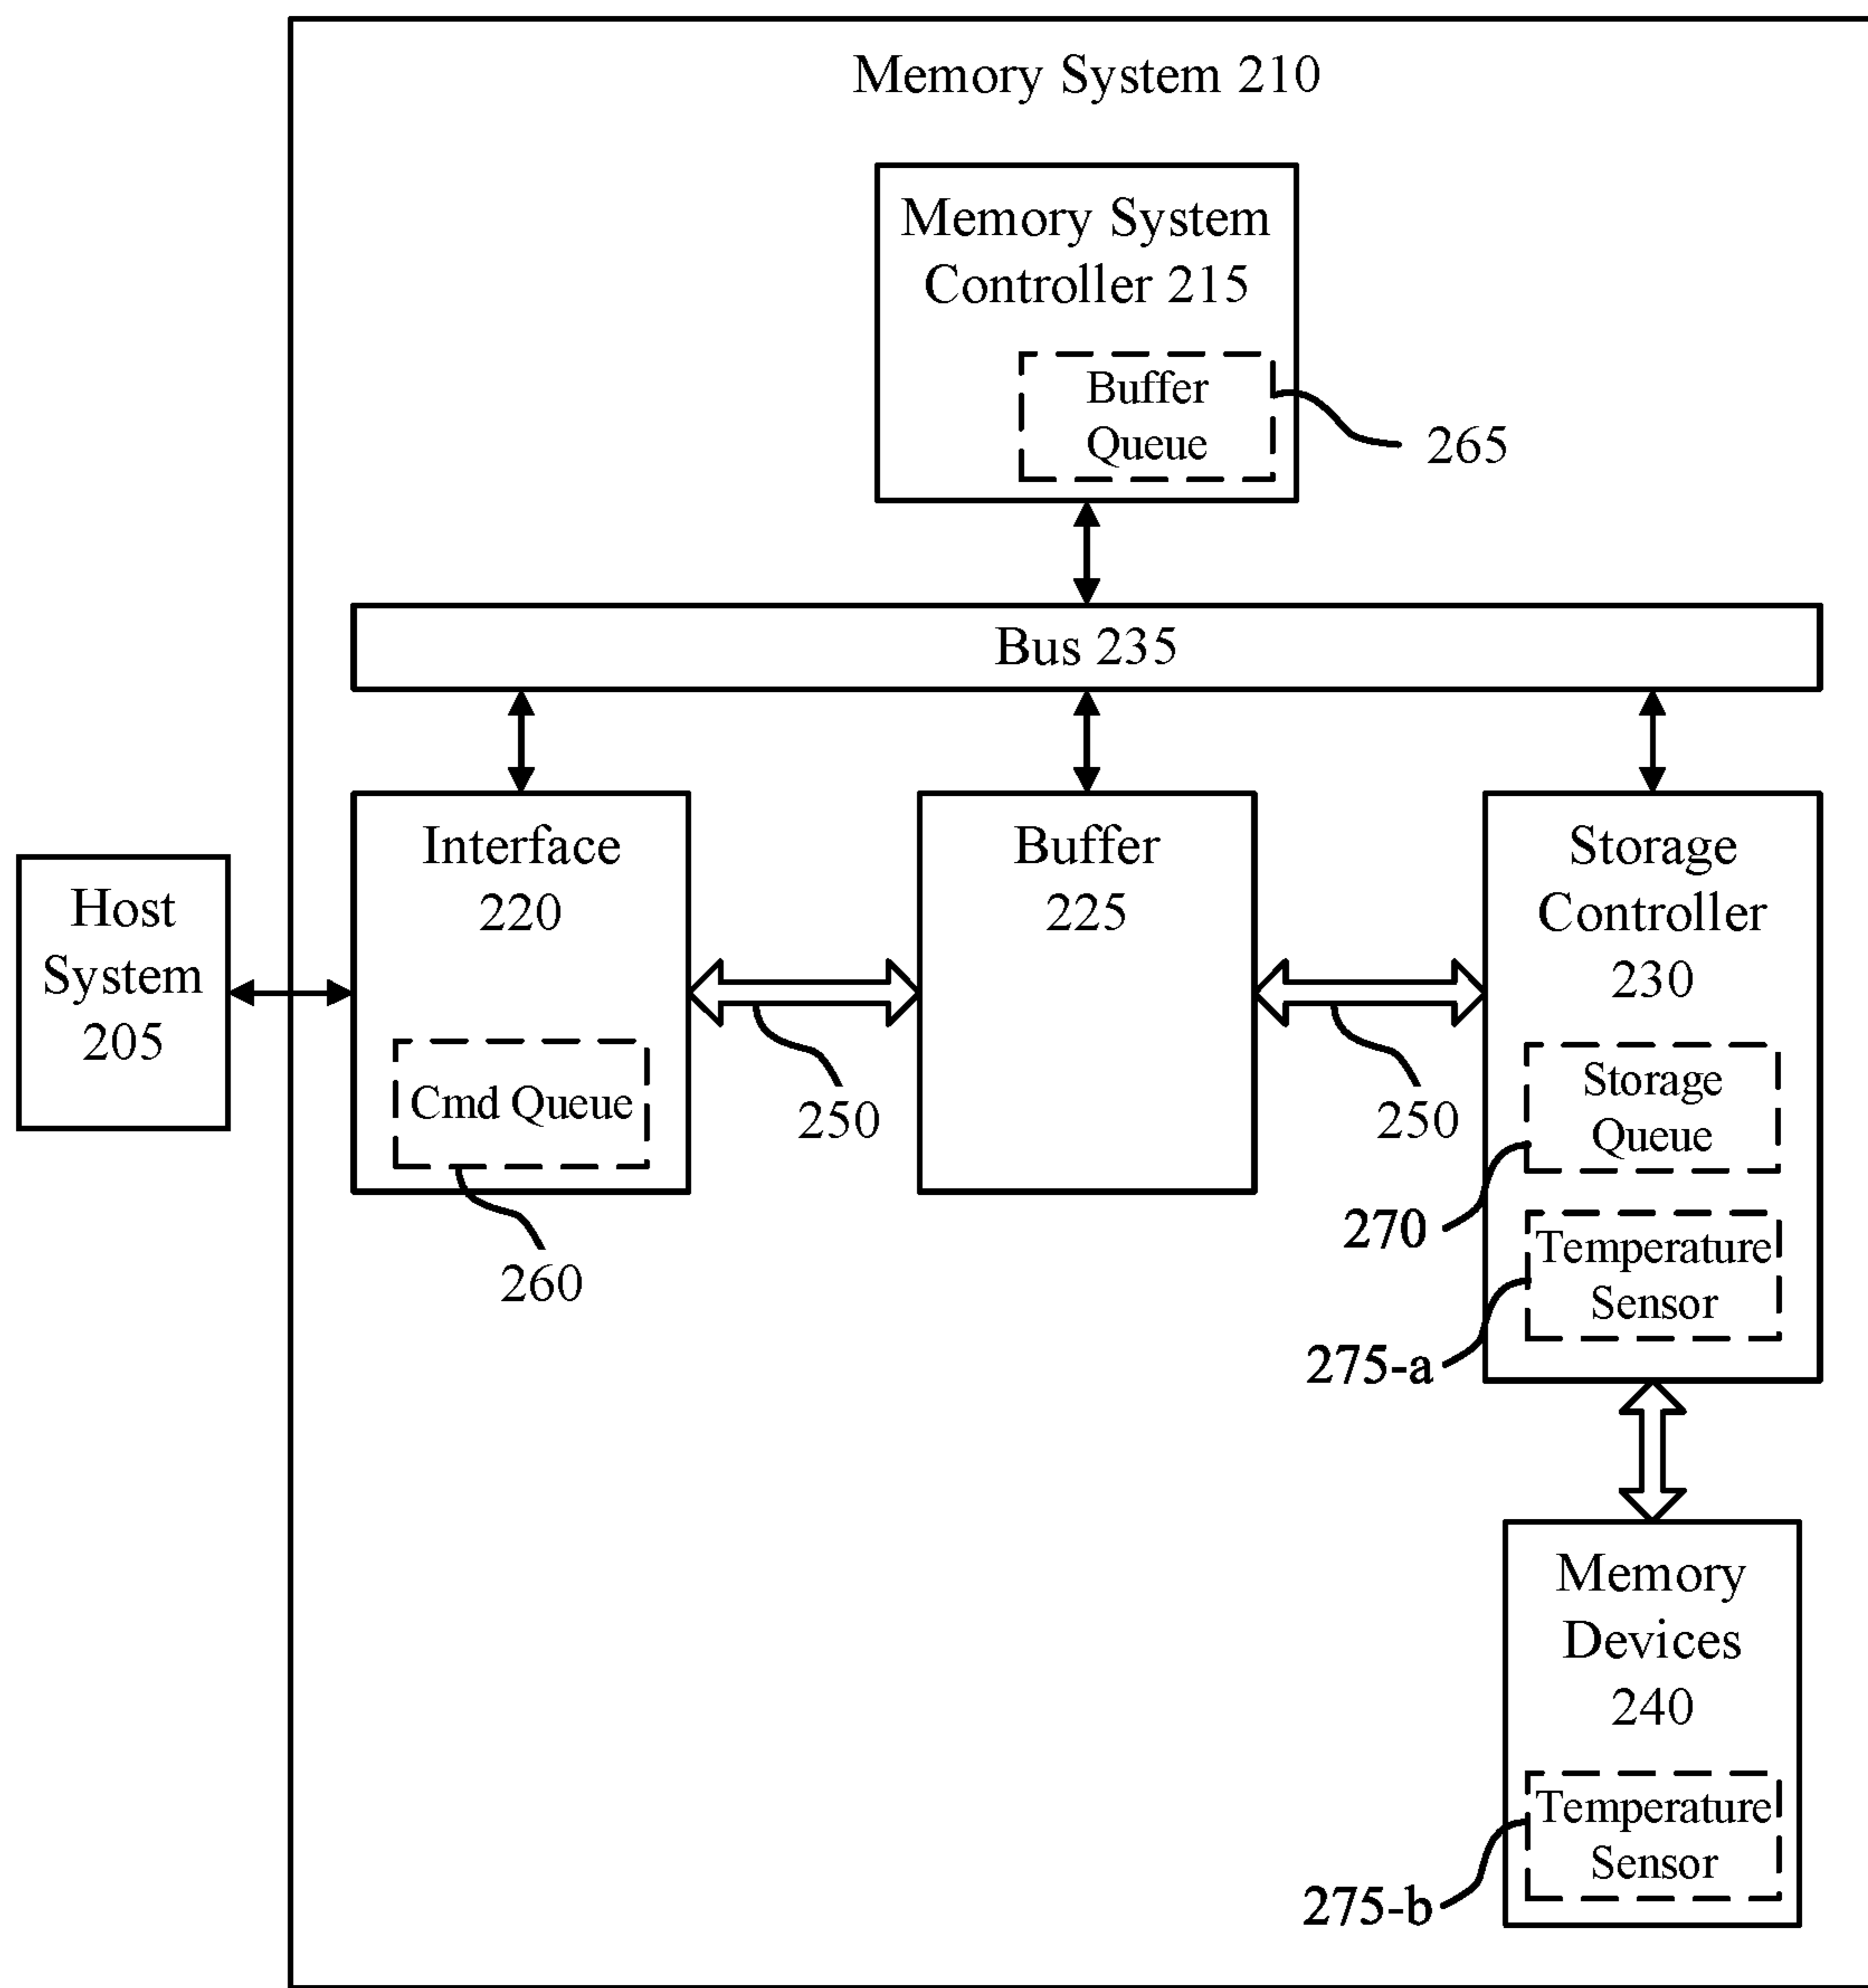 Memory System 210
Memory System
Controller 215
Buffer
Queue
265
Bus 235
Host
System
205
Interface
220
Cmd Queue
260
250
Buffer
225
250
Storage
Controller
230
Storage
Queue
270
Temperature
Sensor
275-a
Memory
Devices
240
Temperature
Sensor
275-b